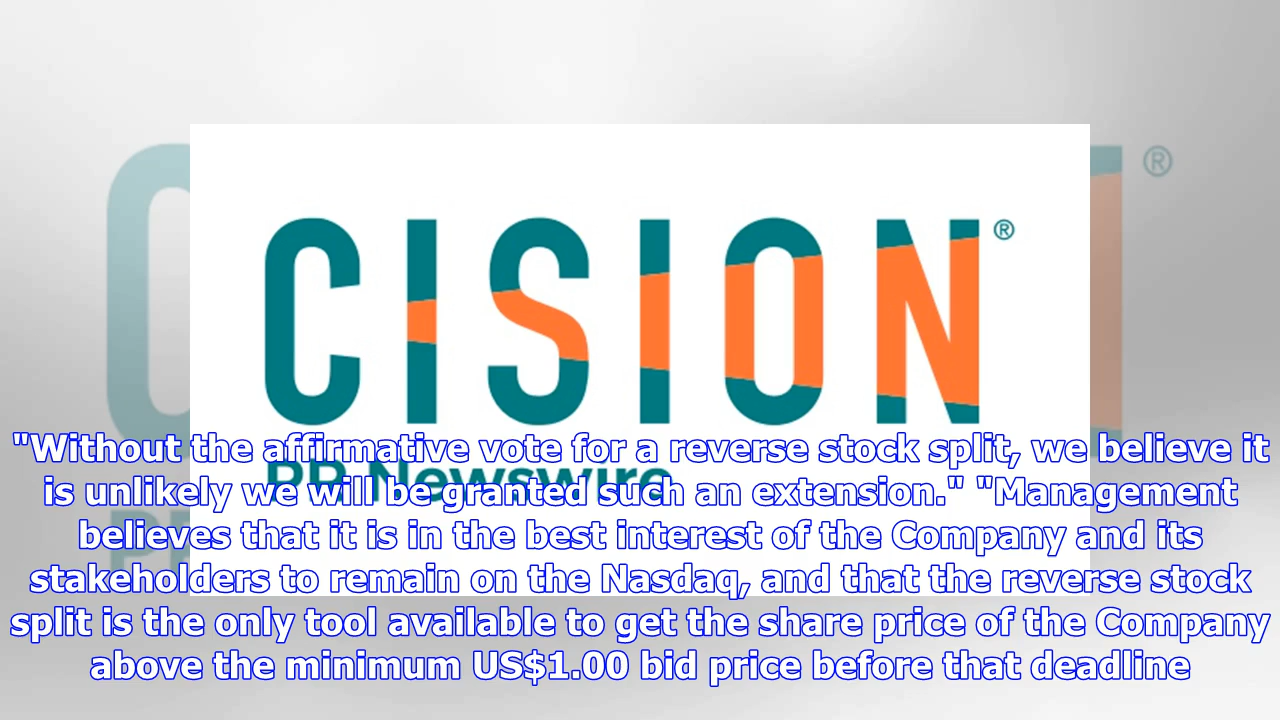 CISION®
PR Newswire
"Without the affirmative vote for a reverse stock split, we believe it
is unlikely we will be granted such an extension." "Management
believes that it is in the best interest of the Company and its
stakeholders to remain on the Nasdaq, and that the reverse stock
split is the only tool available to get the share price of the Company
above the minimum US$1.00 bid price before that deadline